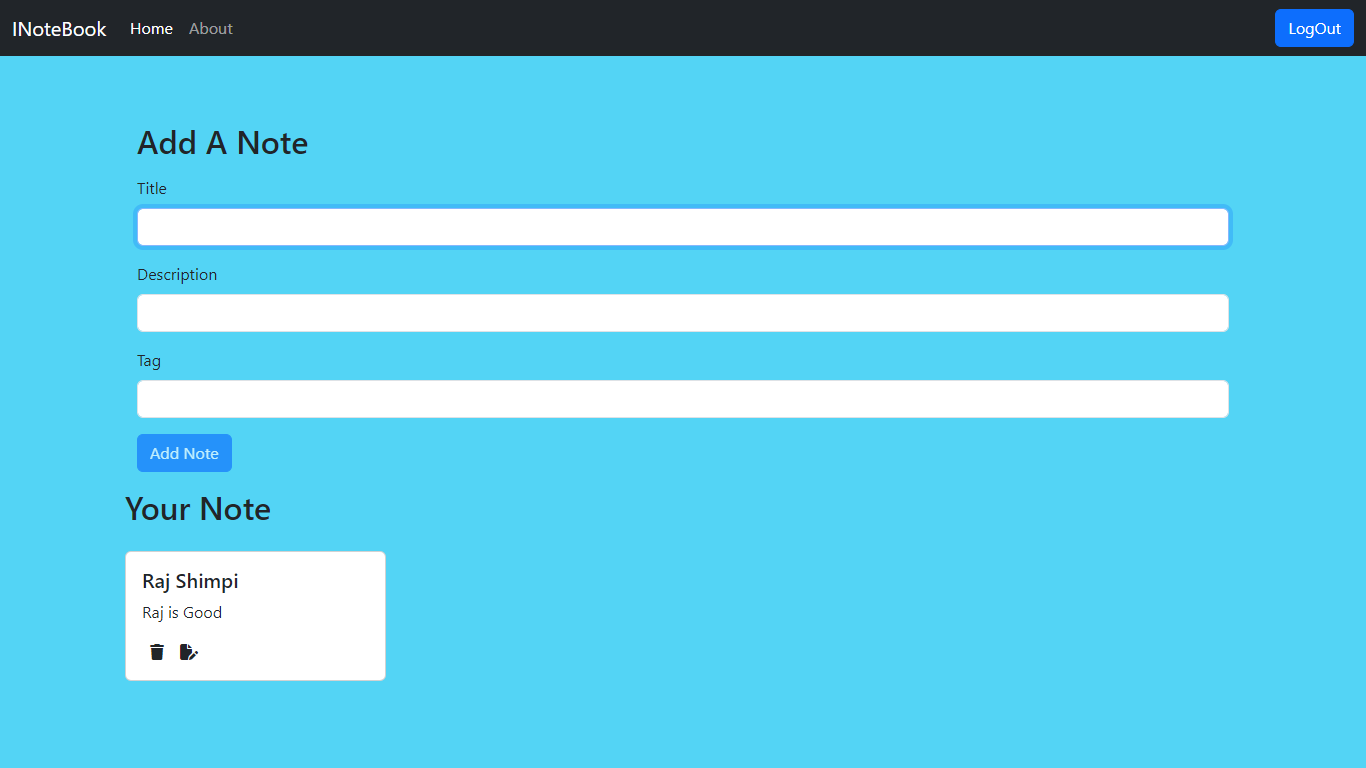 INoteBook Home About LogOut
Add A Note
Title
Description
Tag
Add Note
Your Note
Raj Shimpi
Raj is Good